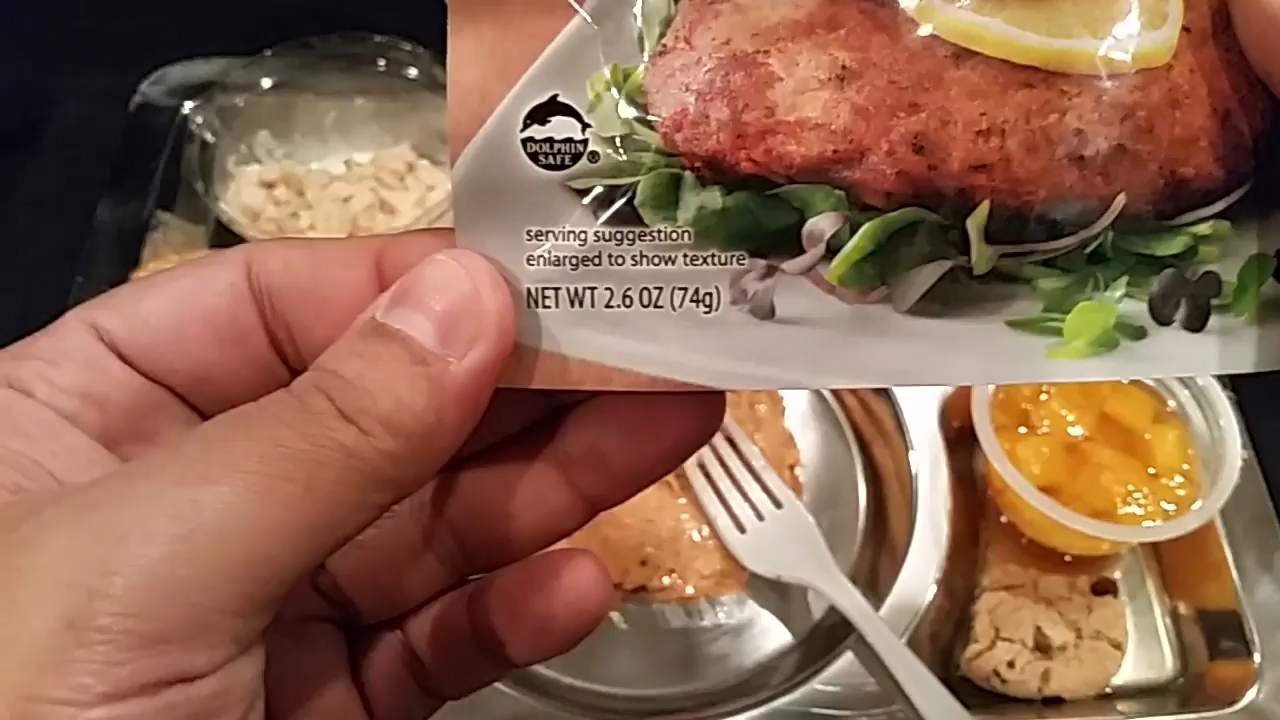 DOLPHIN
SAFE
serving suggestion
enlarged to show texture
NET WT 2.6 OZ (74g)